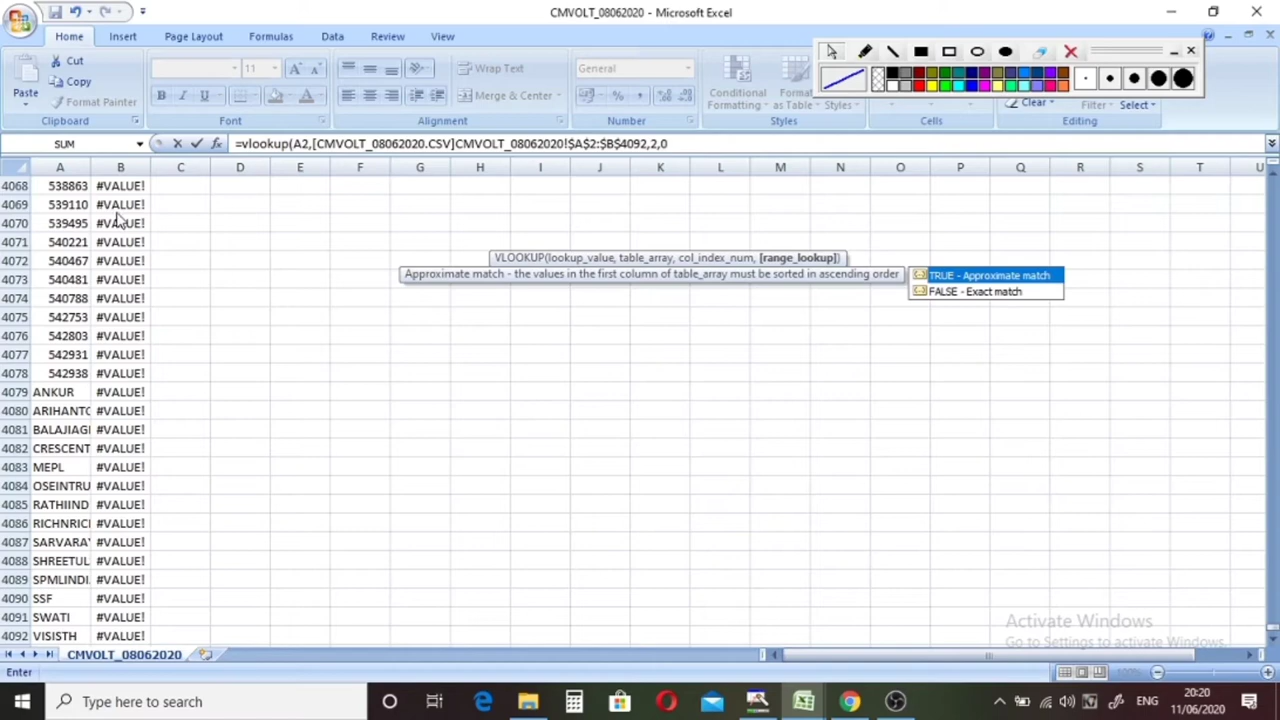 CMVOLT_08062020 - Microsoft Excel
Home Insert Page Layout Formulas Data Review View
Paste Cut Copy Format Painter
11 A A
B I U
Wrap Text
Merge & Center
General
% ,
Conditional Formatting Format as Table Styles
Clear Filter Select
Clipboard Font Alignment Number Styles Cells Editing
SUM =vlookup(A2,[CMVOLT_08062020.CSV]CMVOLT_08062020!$A$2:$B$4092,2,0
A B C D E F G H I J K L M N O P Q R S T U
4068 538863 #VALUE!
4069 539110 #VALUE!
4070 539495 #VALUE!
4071 540221 #VALUE!
VLOOKUP(lookup_value, table_array, col_index_num, [range_lookup])
4072 540467 #VALUE!
Approximate match - the values in the first column of table_array must be sorted in ascending order
TRUE - Approximate match
4073 540481 #VALUE!
FALSE - Exact match
4074 540788 #VALUE!
4075 542753 #VALUE!
4076 542803 #VALUE!
4077 542931 #VALUE!
4078 542938 #VALUE!
4079 ANKUR #VALUE!
4080 ARIHANTC #VALUE!
4081 BALAJIAGI #VALUE!
4082 CRESCENT #VALUE!
4083 MEPL #VALUE!
4084 OSEINTRU #VALUE!
4085 RATHIIND #VALUE!
4086 RICHNRICI #VALUE!
4087 SARVARAY #VALUE!
4088 SHREETUL #VALUE!
4089 SPMLINDI #VALUE!
4090 SSF #VALUE!
4091 SWATI #VALUE!
4092 VISISTH #VALUE!
Activate Windows
Go to Settings to activate Windows.
CMVOLT_08062020
Enter
Type here to search
ENG
20:20
11/06/2020